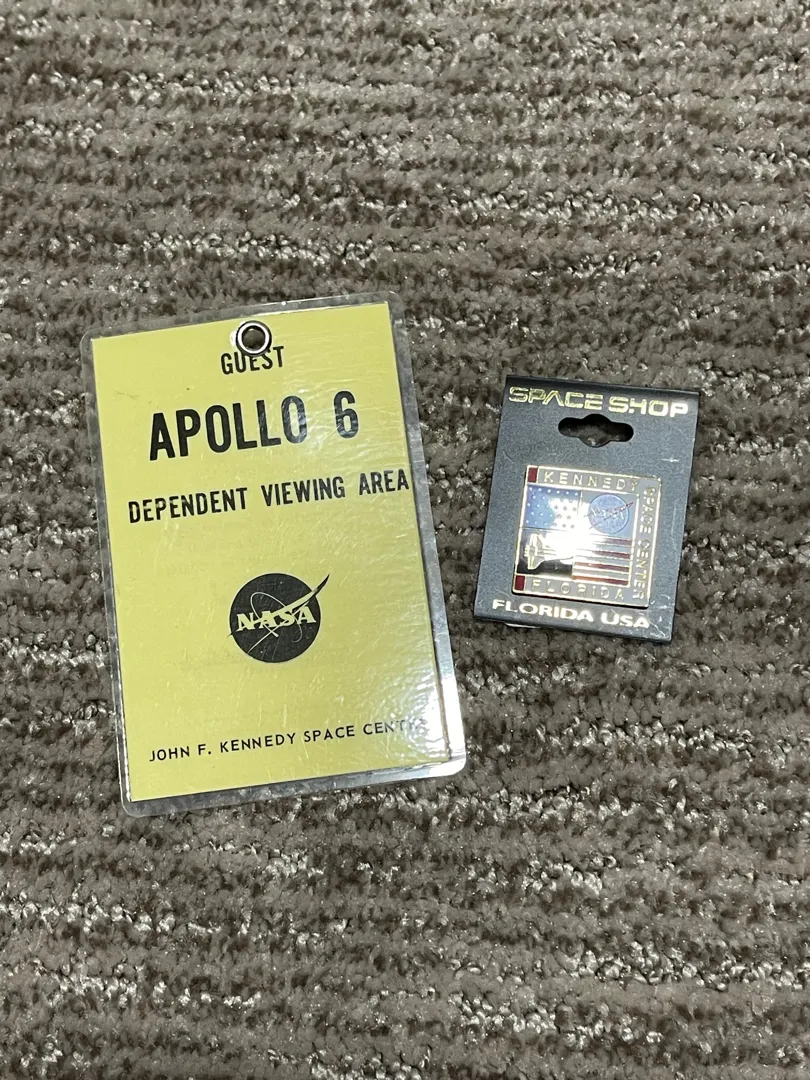 GUEST
APOLLO 6
DEPENDENT VIEWING AREA
NASA
JOHN F. KENNEDY SPACE CENTER
SPACE SHOP
KENNEDY
SPACE CENTER
NASA
FLORIDA
FLORIDA USA